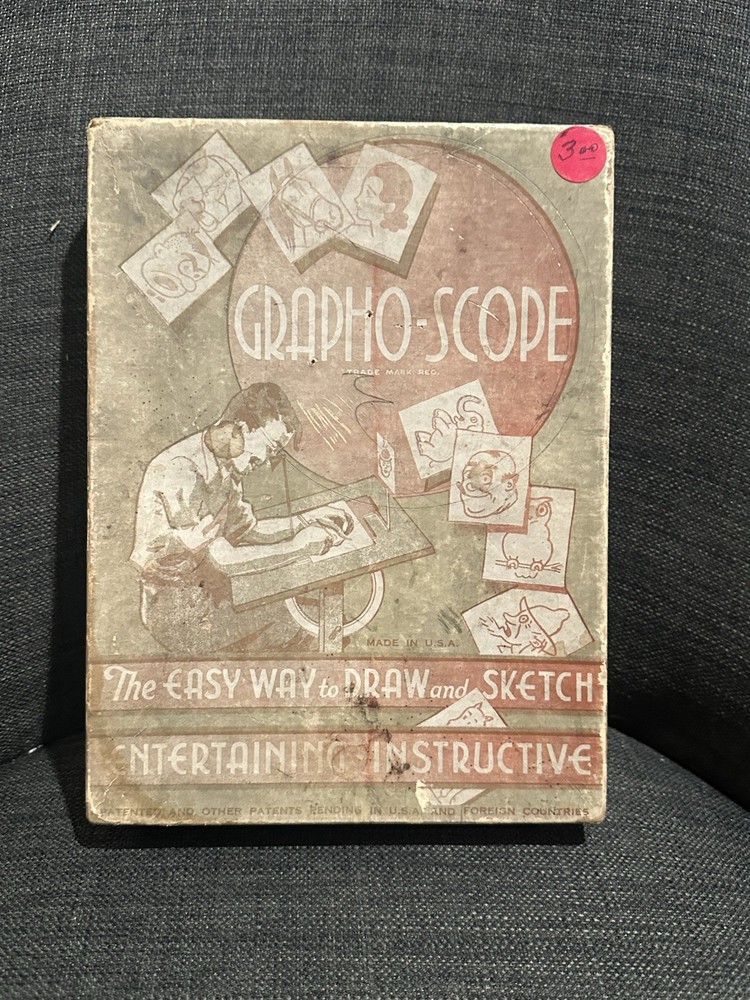 3.00
GRAPHO-SCOPE
TRADE MARK REG.
MADE IN U.S.A.
The EASY WAY to DRAW and SKETCH
ENTERTAINING INSTRUCTIVE
PATENTED AND OTHER PATENTS PENDING IN U.S.A. AND FOREIGN COUNTRIES